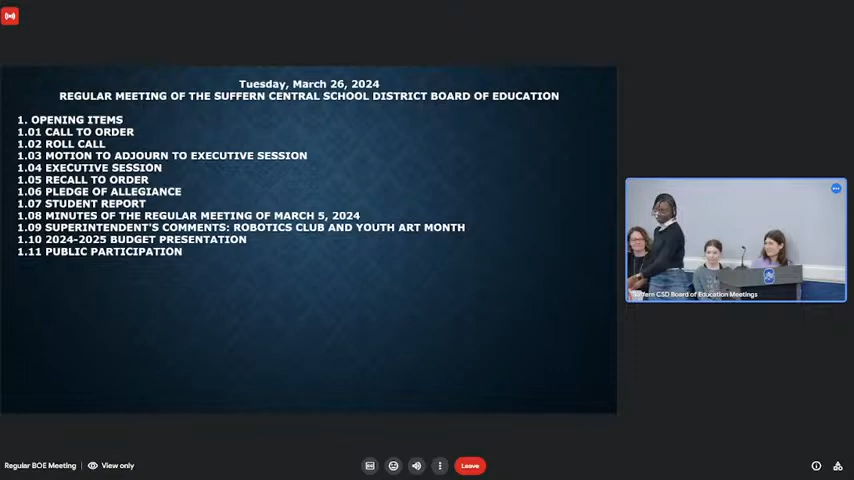 Tuesday, March 26, 2024
REGULAR MEETING OF THE SUFFERN CENTRAL SCHOOL DISTRICT BOARD OF EDUCATION
1. OPENING ITEMS
1.01 CALL TO ORDER
1.02 ROLL CALL
1.03 MOTION TO ADJOURN TO EXECUTIVE SESSION
1.04 EXECUTIVE SESSION
1.05 RECALL TO ORDER
1.06 PLEDGE OF ALLEGIANCE
1.07 STUDENT REPORT
1.08 MINUTES OF THE REGULAR MEETING OF MARCH 5, 2024
1.09 SUPERINTENDENT'S COMMENTS: ROBOTICS CLUB AND YOUTH ART MONTH
1.10 2024-2025 BUDGET PRESENTATION
1.11 PUBLIC PARTICIPATION
Suffern CSD Board of Education Meetings
Regular BOE Meeting
View only
Leave